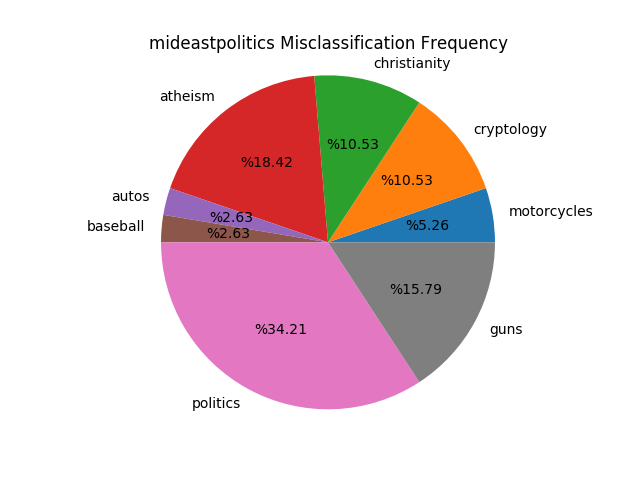 mideastpolitics Misclassification Frequency
christianity
atheism
cryptology
%10.53
%18.42
%10.53
autos
motorcycles
%2.63
baseball
%2.63
%5.26
%15.79
%34.21
guns
politics